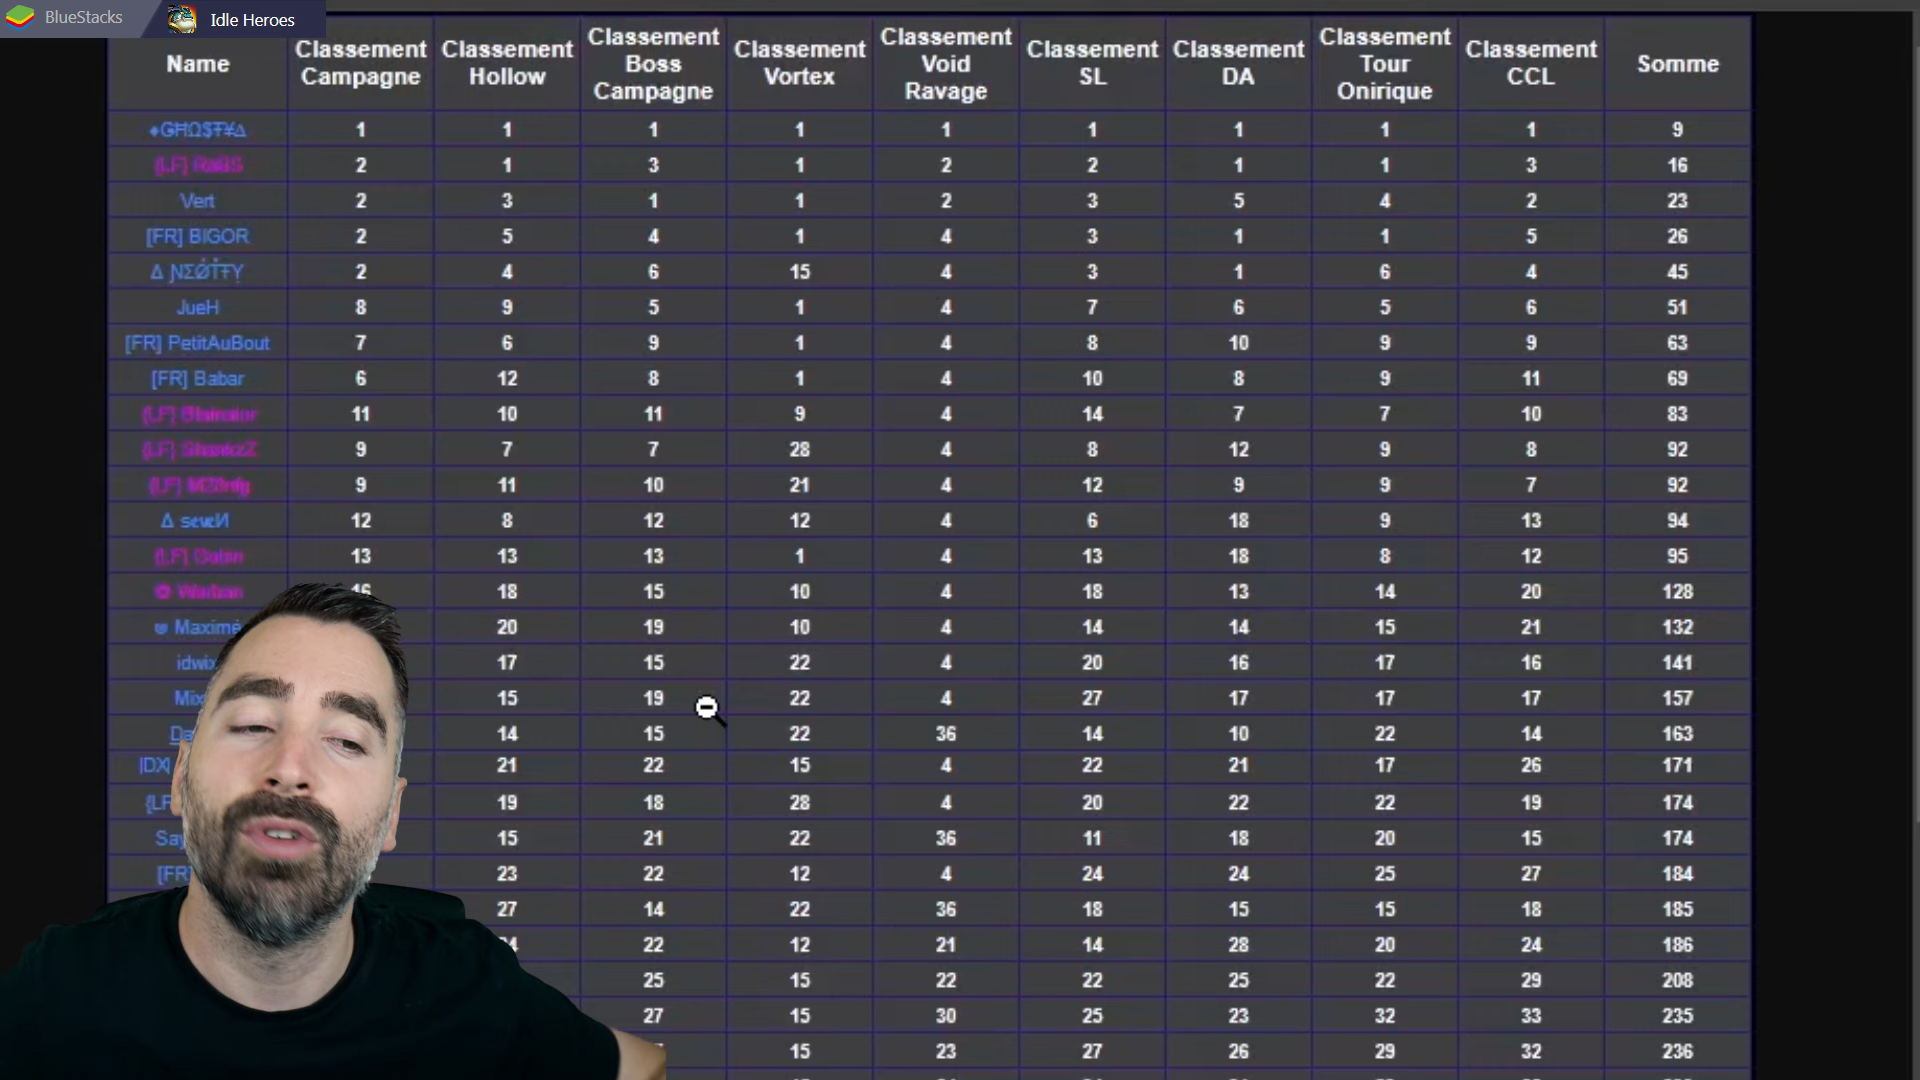 BlueStacks
Idle Heroes
Name
Classement Campagne
Classement Hollow
Classement Boss Campagne
Classement Vortex
Classement Void Ravage
Classement SL
Classement DA
Classement Tour Onirique
Classement CCL
Somme
♦GĦΩ$Ŧ¥Δ 1 1 1 1 1 1 1 1 1 9
{LF} 2 1 3 1 2 2 1 1 3 16
Vert 2 3 1 1 2 3 5 4 2 23
[FR] BIGOR 2 5 4 1 4 3 1 1 5 26
2 4 6 15 4 3 1 6 4 45
JueH 8 9 5 1 4 7 6 5 6 51
[FR] PetitAuBout 7 6 9 1 4 8 10 9 9 63
[FR] Babar 6 12 8 1 4 10 8 9 11 69
{LF} 11 10 11 9 4 14 7 7 10 83
{LF} 9 7 7 28 4 8 12 9 8 92
{LF} 9 11 10 21 4 12 9 9 7 92
12 8 12 12 4 6 18 9 13 94
{LF} 13 13 13 1 4 13 18 8 12 95
16 18 15 10 4 18 13 14 20 128
Maxime 20 19 10 4 14 14 15 21 132
17 15 22 4 20 16 17 16 141
15 19 22 4 27 17 17 17 157
14 15 22 36 14 10 22 14 163
21 22 15 4 22 21 17 26 171
{LF 19 18 28 4 20 22 22 19 174
15 21 22 36 11 18 20 15 174
[FR] 23 22 12 4 24 24 25 27 184
27 14 22 36 18 15 15 18 185
22 12 21 14 28 20 24 186
25 15 22 22 25 22 29 208
27 15 30 25 23 32 33 235
15 23 27 26 29 32 236